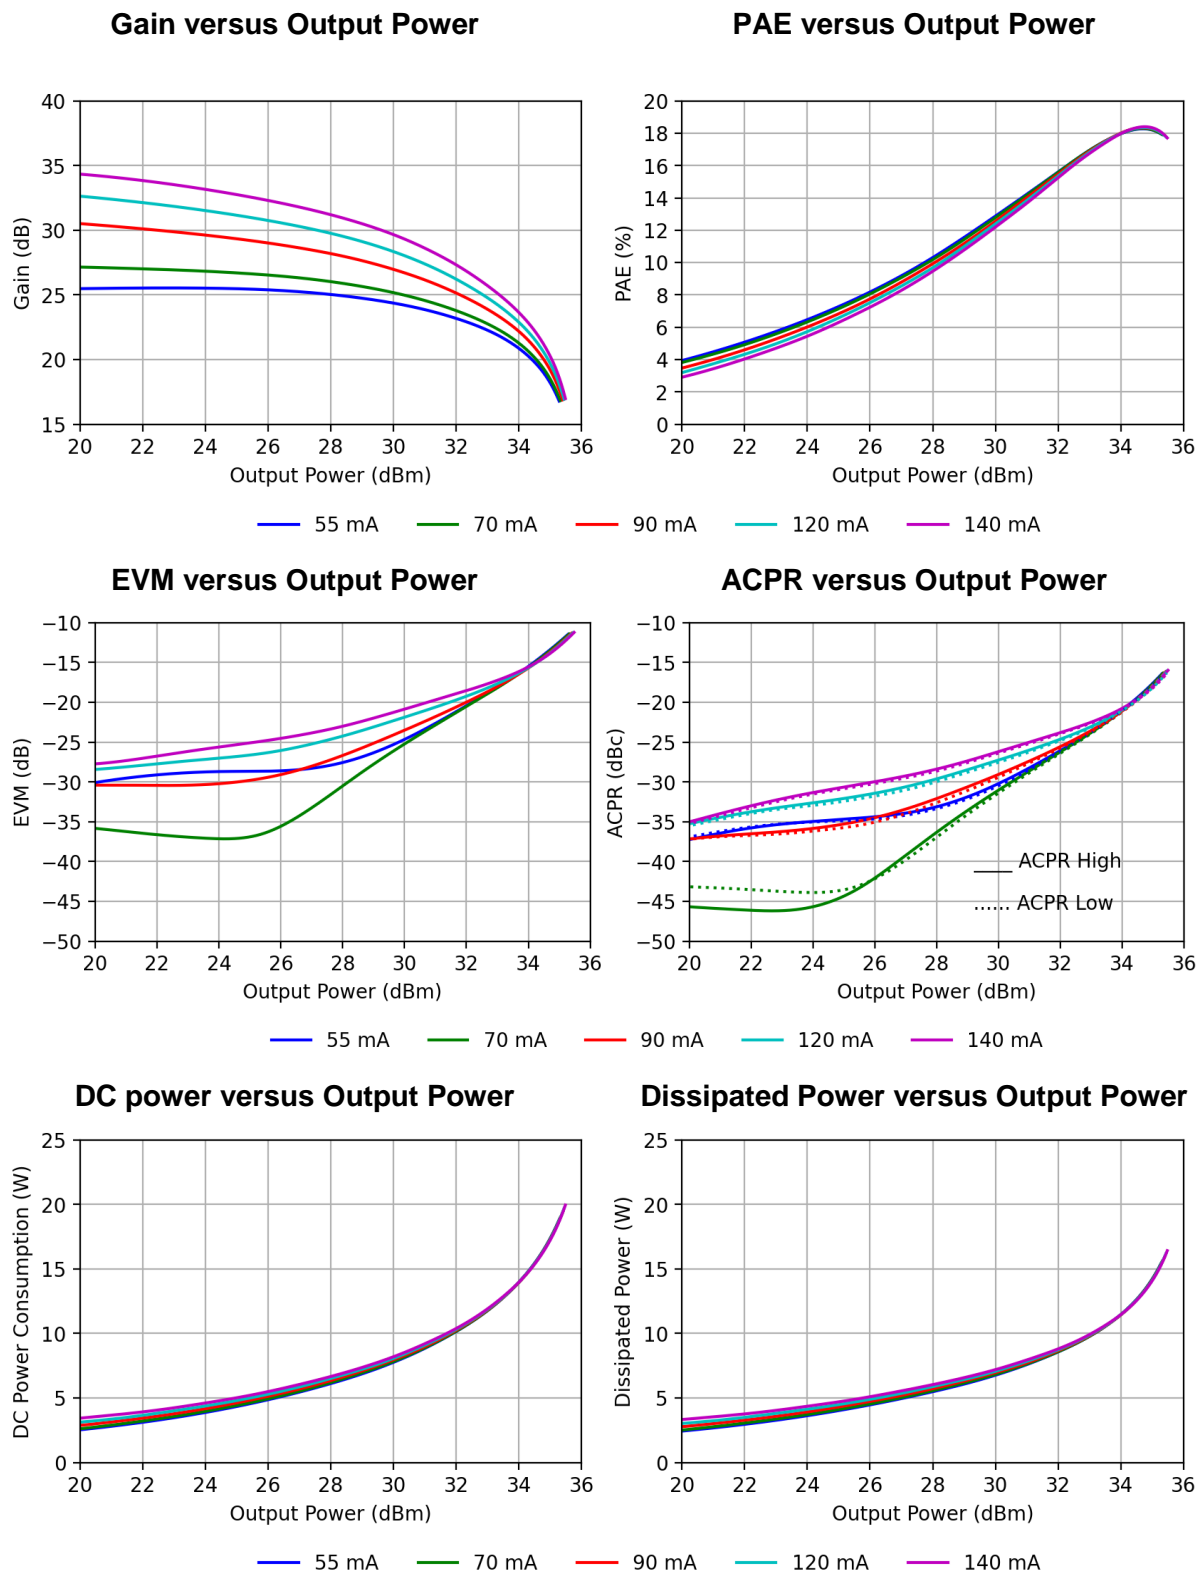 Gain versus Output Power
PAE versus Output Power
40
35
30
25
20
15
Gain (dB)
20 22 24 26 28 30 32 34 36
Output Power (dBm)
20
18
16
14
12
10
8
6
4
2
0
PAE (%)
20 22 24 26 28 30 32 34 36
Output Power (dBm)
55 mA 70 mA 90 mA 120 mA 140 mA
EVM versus Output Power
ACPR versus Output Power
−10
−15
−20
−25
−30
−35
−40
−45
−50
EVM (dB)
20 22 24 26 28 30 32 34 36
Output Power (dBm)
−10
−15
−20
−25
−30
−35
−40
−45
−50
ACPR (dBc)
ACPR High
ACPR Low
20 22 24 26 28 30 32 34 36
Output Power (dBm)
55 mA 70 mA 90 mA 120 mA 140 mA
DC power versus Output Power
Dissipated Power versus Output Power
25
20
15
10
5
0
DC Power Consumption (W)
20 22 24 26 28 30 32 34 36
Output Power (dBm)
25
20
15
10
5
0
Dissipated Power (W)
20 22 24 26 28 30 32 34 36
Output Power (dBm)
55 mA 70 mA 90 mA 120 mA 140 mA